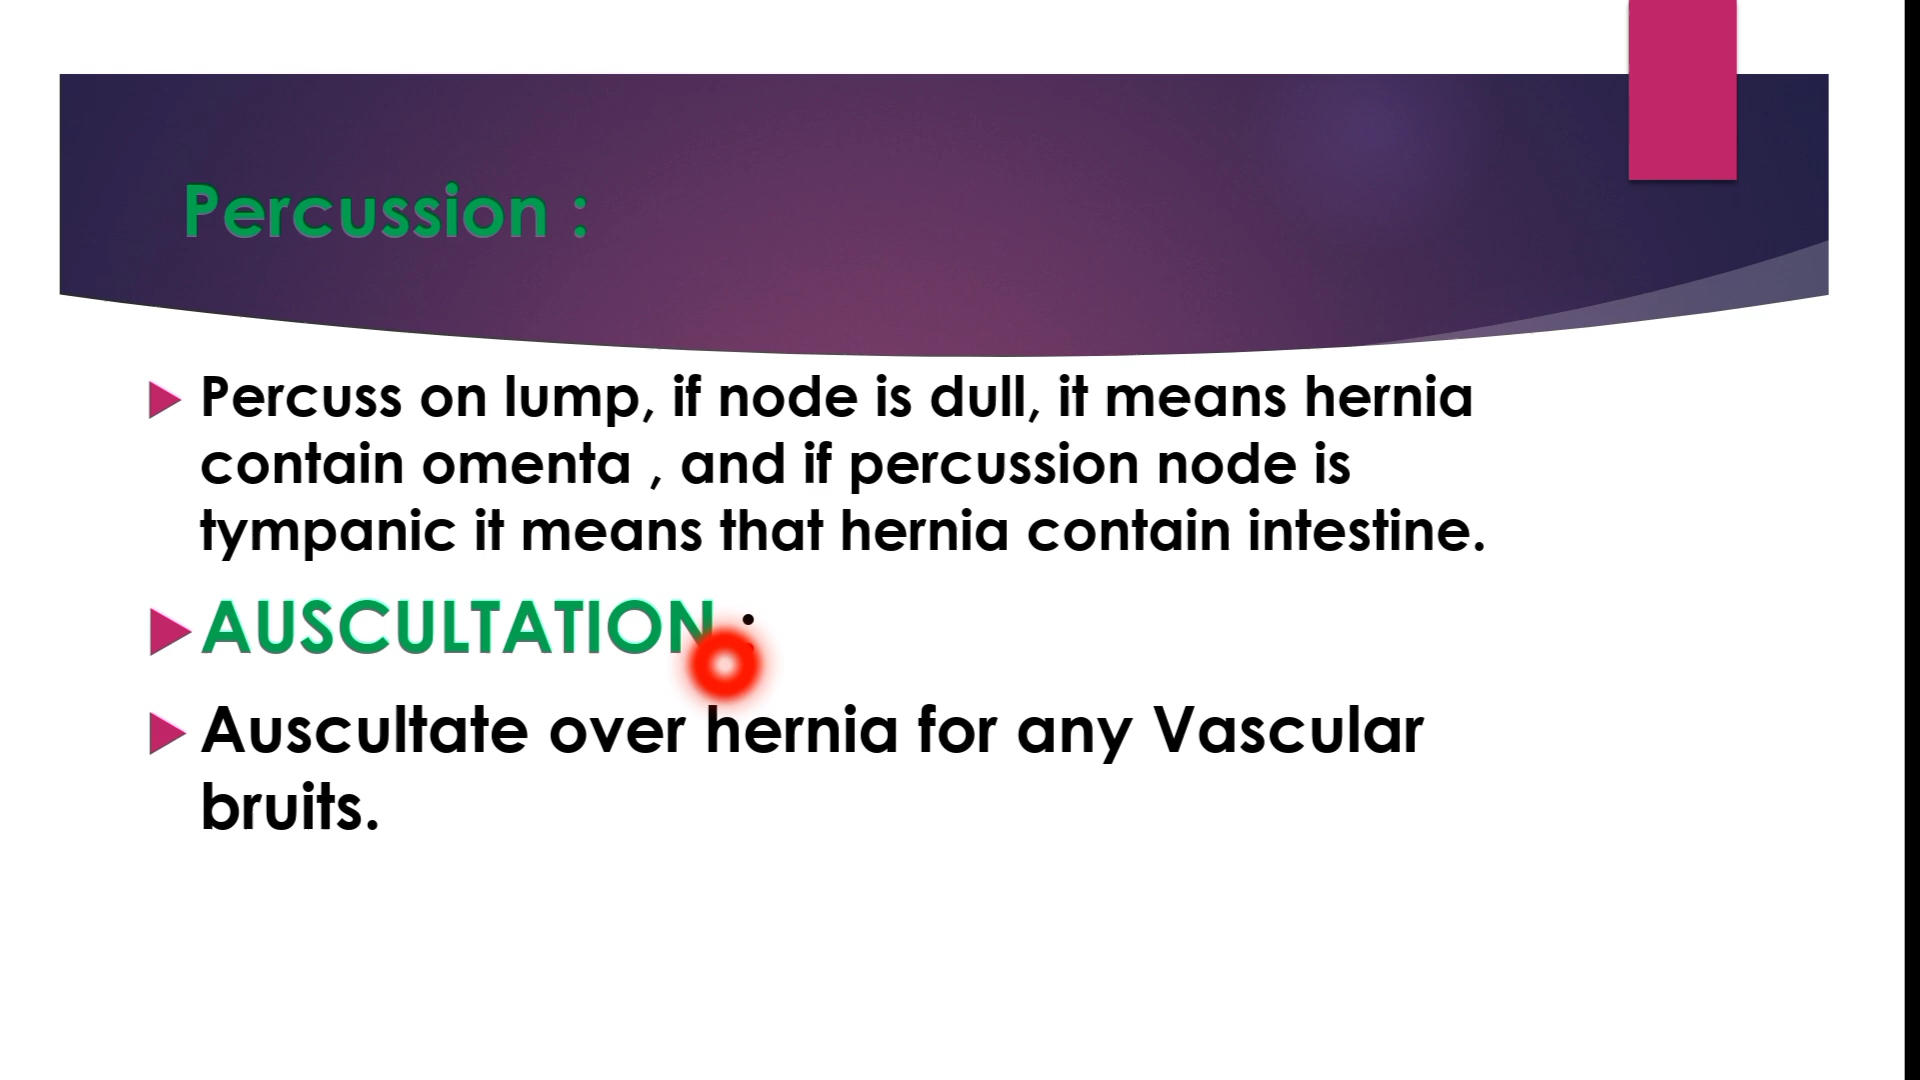 Percussion :
Percuss on lump, if node is dull, it means hernia
contain omenta , and if percussion node is
tympanic it means that hernia contain intestine.
AUSCULTATION :
Auscultate over hernia for any Vascular
bruits.